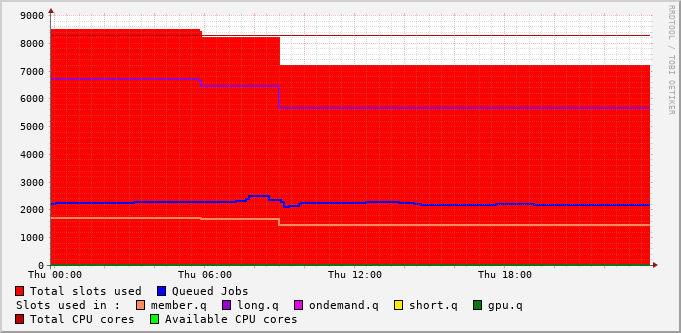 RRDTOOL / TOBI OETIKER
9000
8000
7000
6000
5000
4000
3000
2000
1000
0
Thu 00:00 Thu 06:00 Thu 12:00 Thu 18:00
Total slots used Queued Jobs
Slots used in : member.q long.q ondemand.q short.q gpu.q
Total CPU cores Available CPU cores